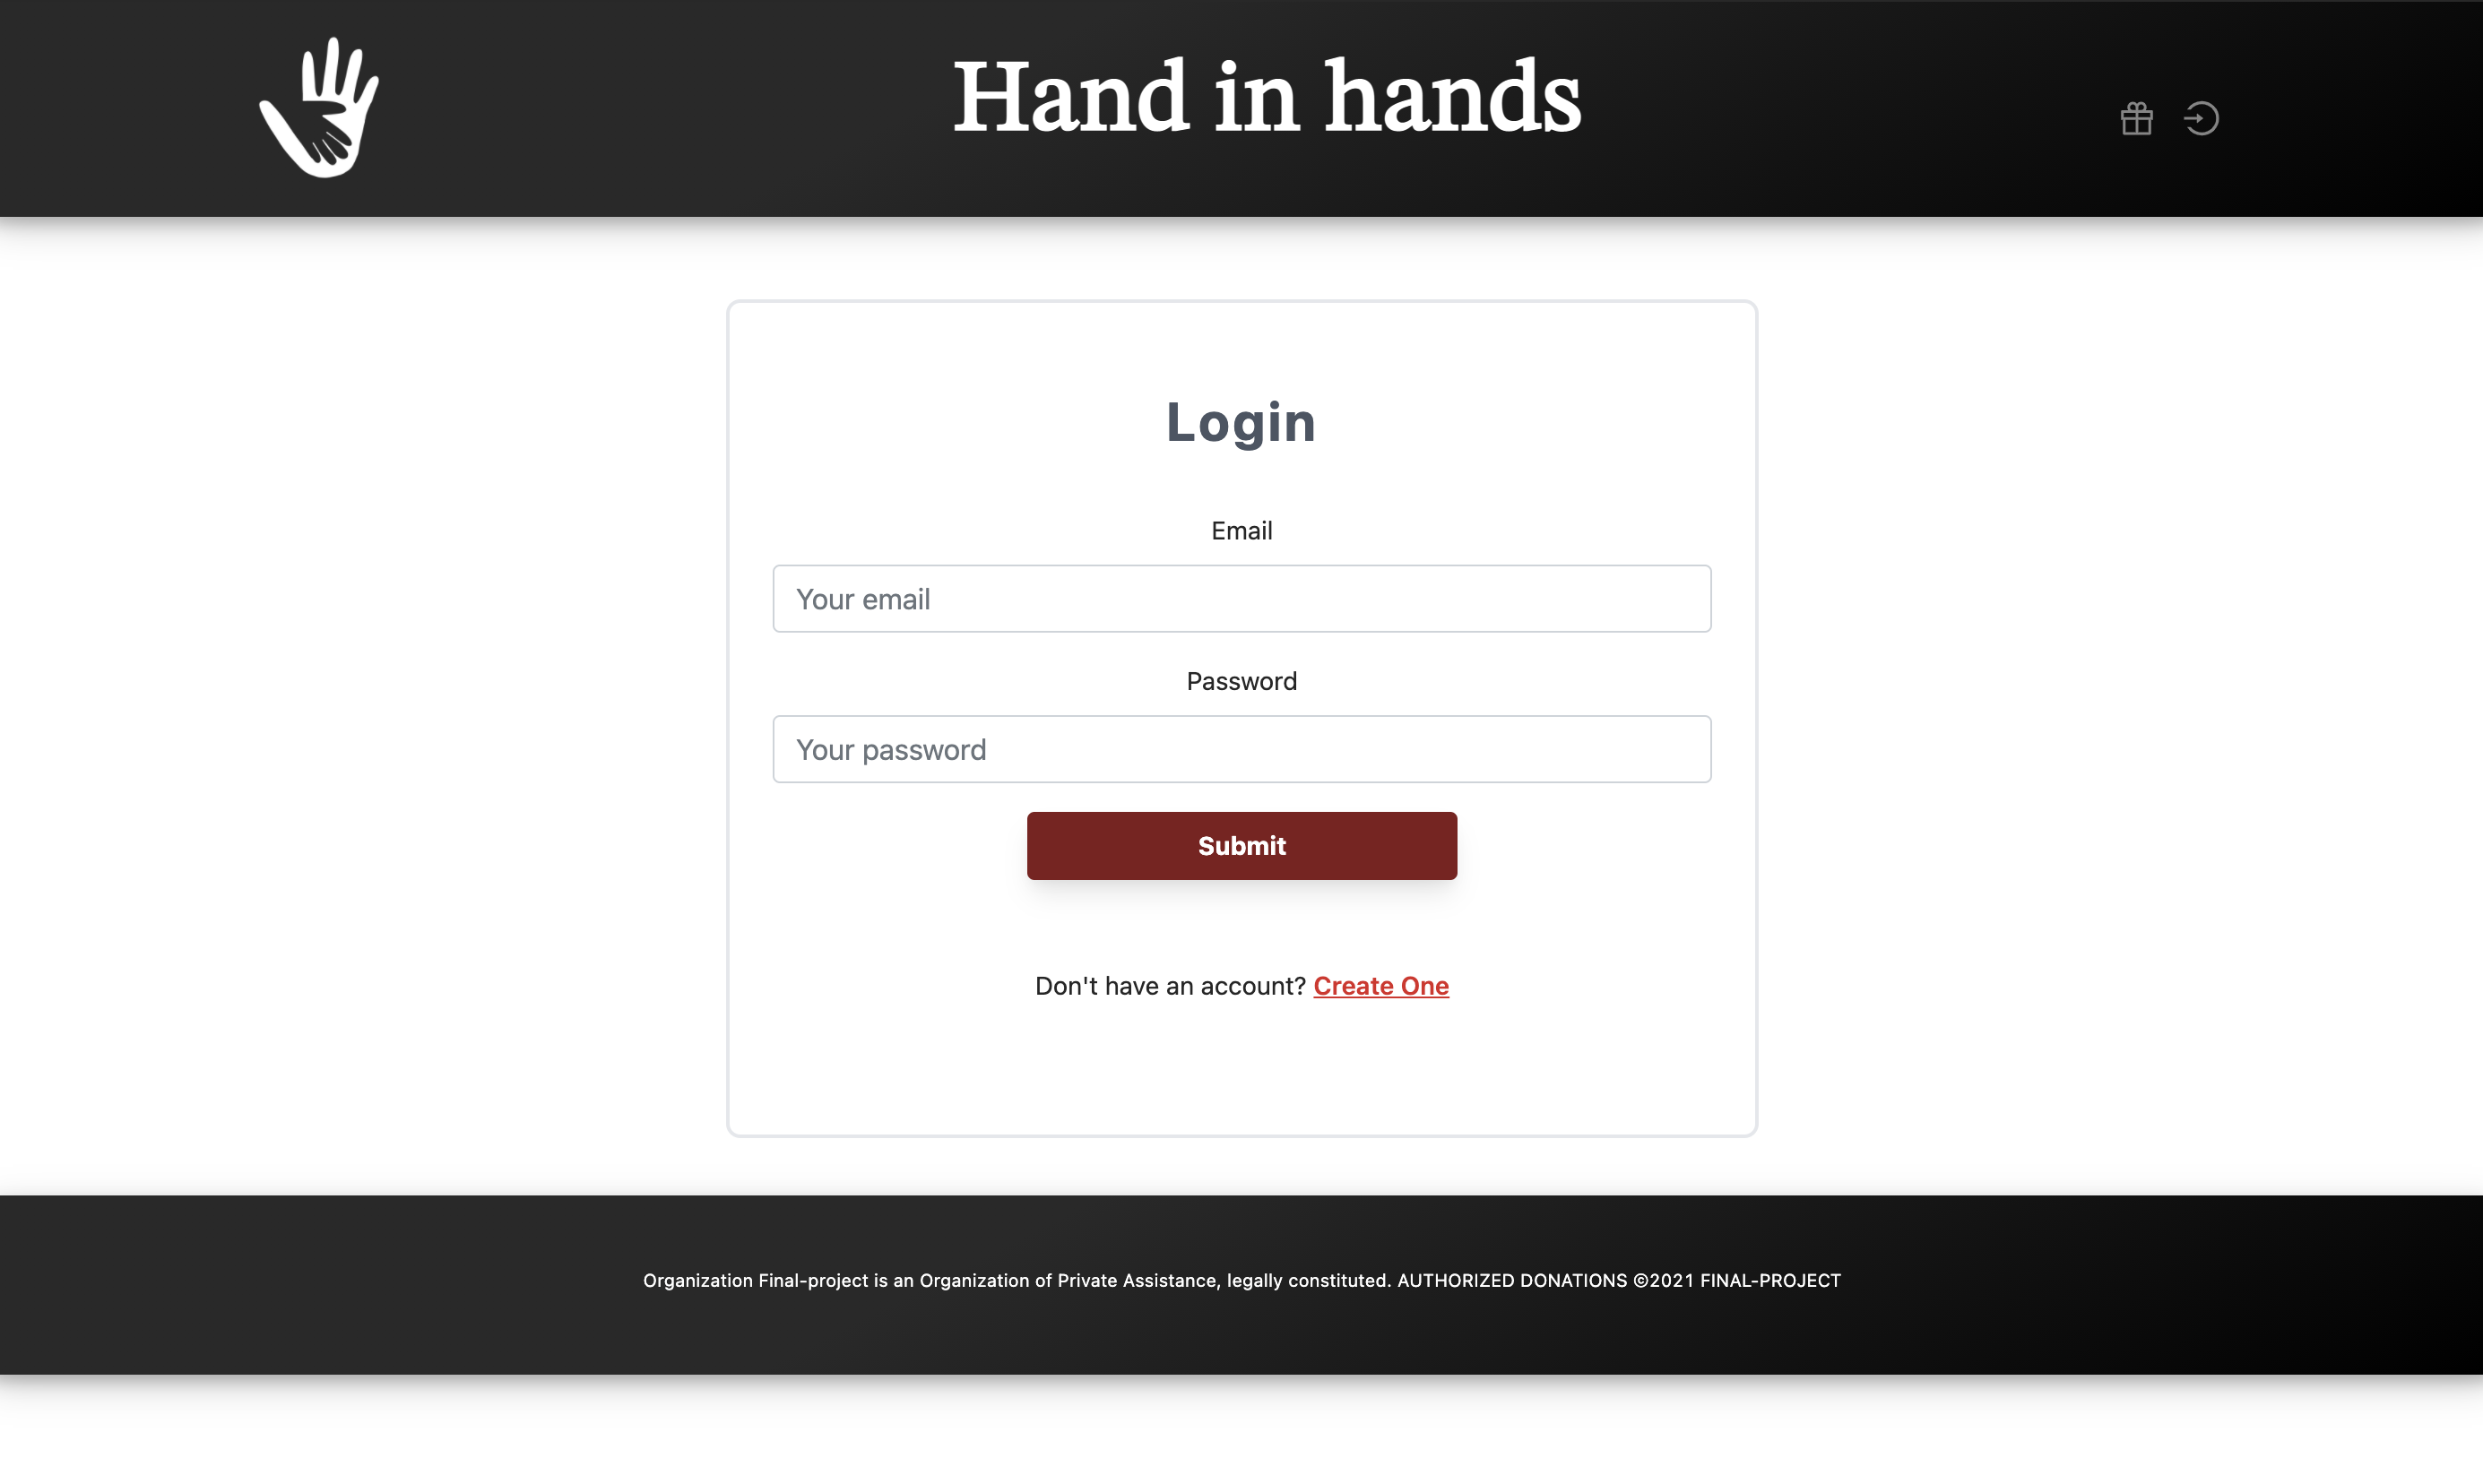 Hand in hands
Login
Email
Your email
Password
Your password
Submit
Don't have an account? Create One
Organization Final-project is an Organization of Private Assistance, legally constituted. AUTHORIZED DONATIONS ©2021 FINAL-PROJECT